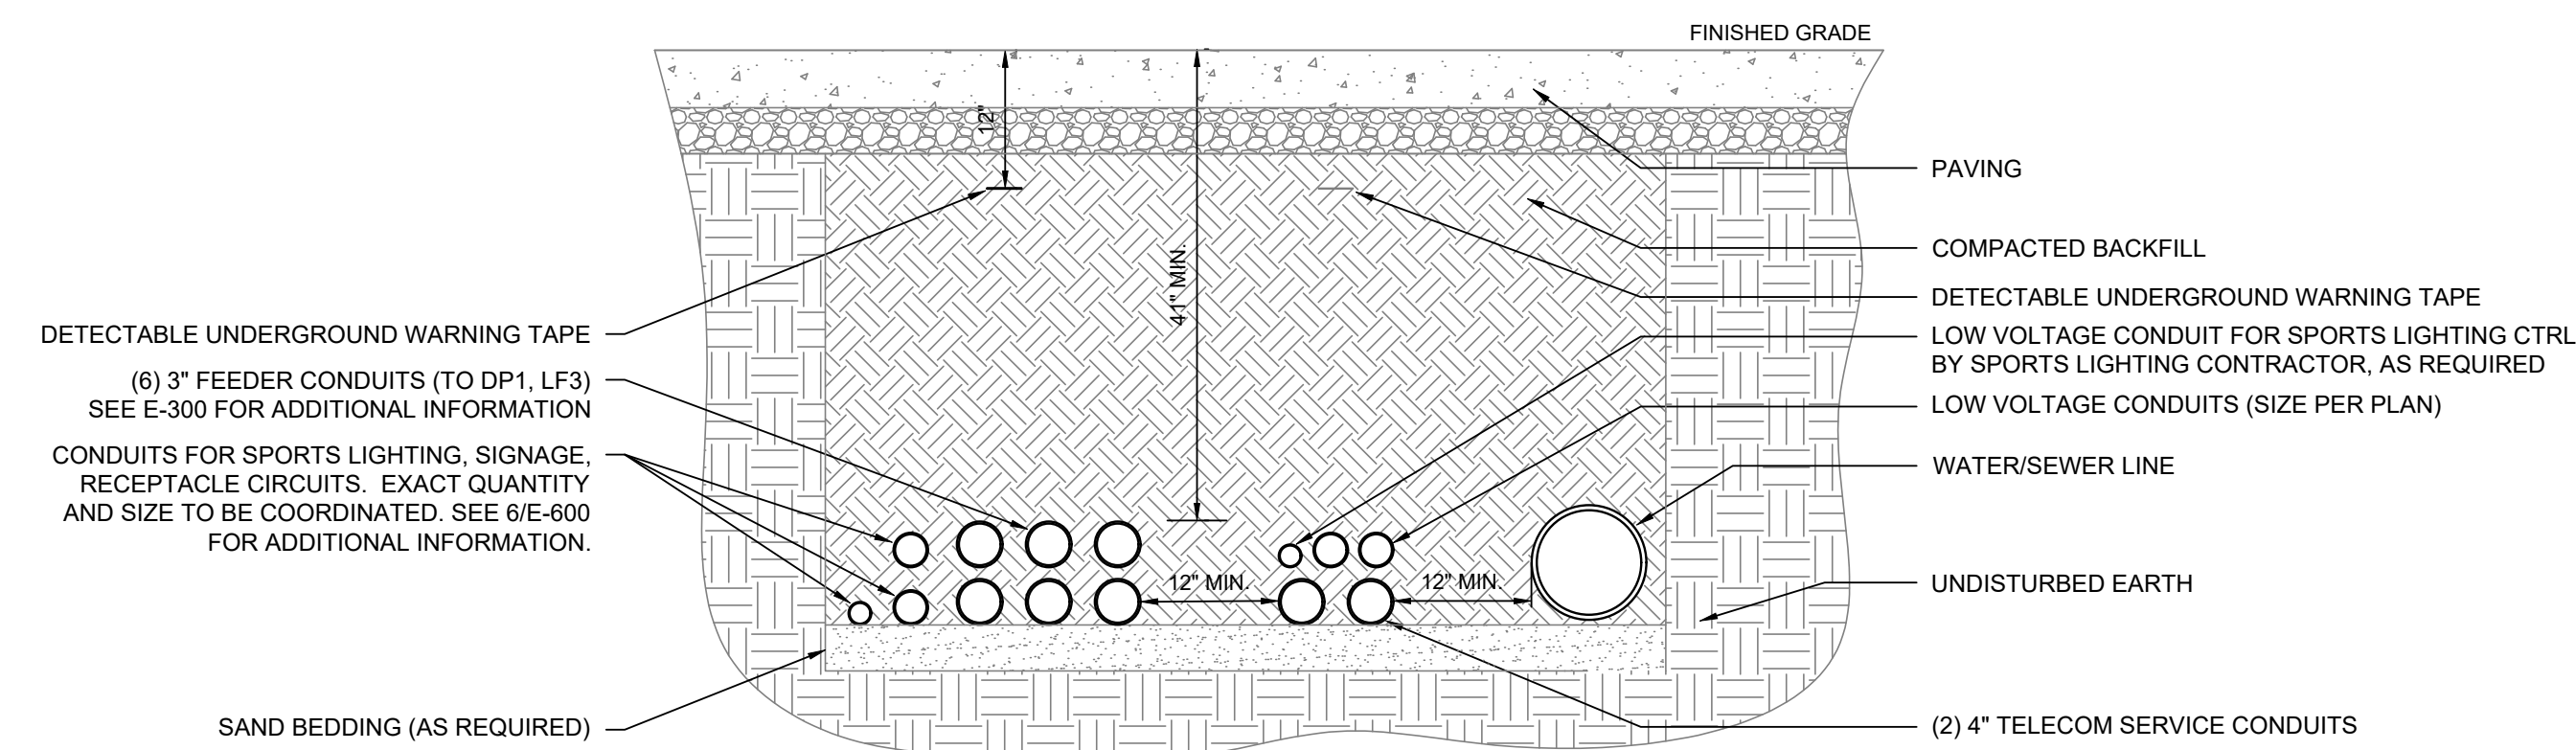 FINISHED GRADE
12"
41" MIN.
DETECTABLE UNDERGROUND WARNING TAPE
(6) 3" FEEDER CONDUITS (TO DP1, LF3)
SEE E-300 FOR ADDITIONAL INFORMATION
CONDUITS FOR SPORTS LIGHTING, SIGNAGE,
RECEPTACLE CIRCUITS.  EXACT QUANTITY
AND SIZE TO BE COORDINATED. SEE 6/E-600
FOR ADDITIONAL INFORMATION.
SAND BEDDING (AS REQUIRED)
12" MIN.
12" MIN.
PAVING
COMPACTED BACKFILL
DETECTABLE UNDERGROUND WARNING TAPE
LOW VOLTAGE CONDUIT FOR SPORTS LIGHTING CTRL
BY SPORTS LIGHTING CONTRACTOR, AS REQUIRED
LOW VOLTAGE CONDUITS (SIZE PER PLAN)
WATER/SEWER LINE
UNDISTURBED EARTH
(2) 4" TELECOM SERVICE CONDUITS